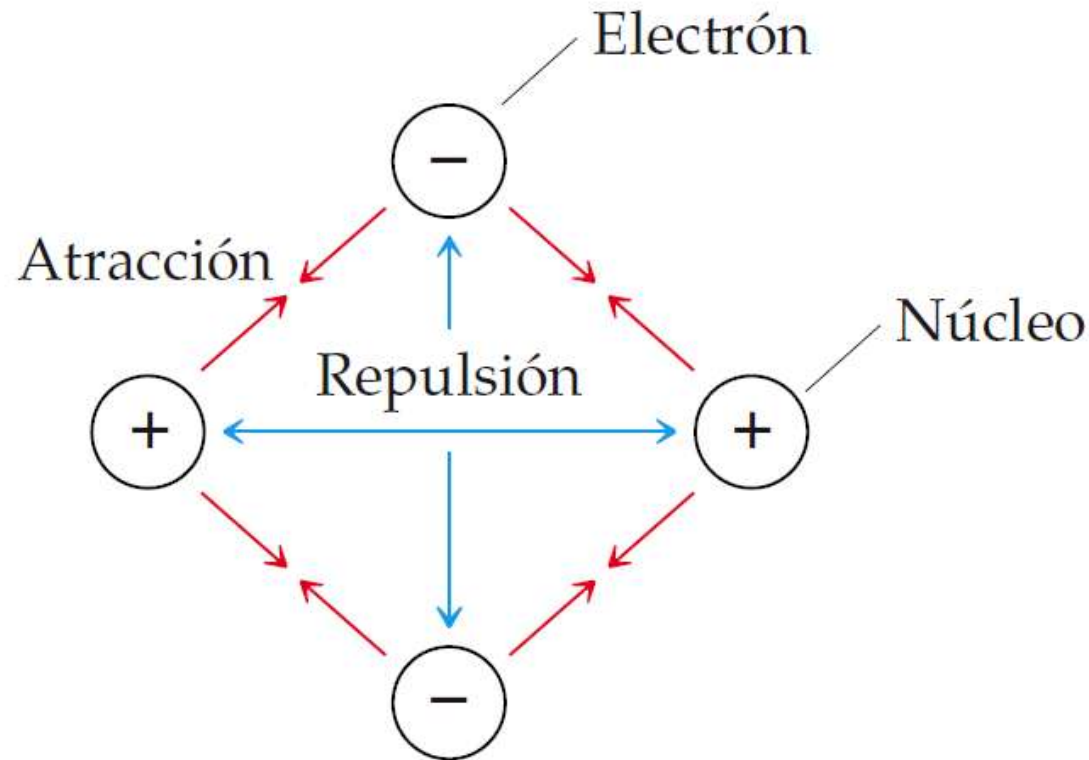 Electrón
−
Atracción
Núcleo
Repulsión
+
+
−